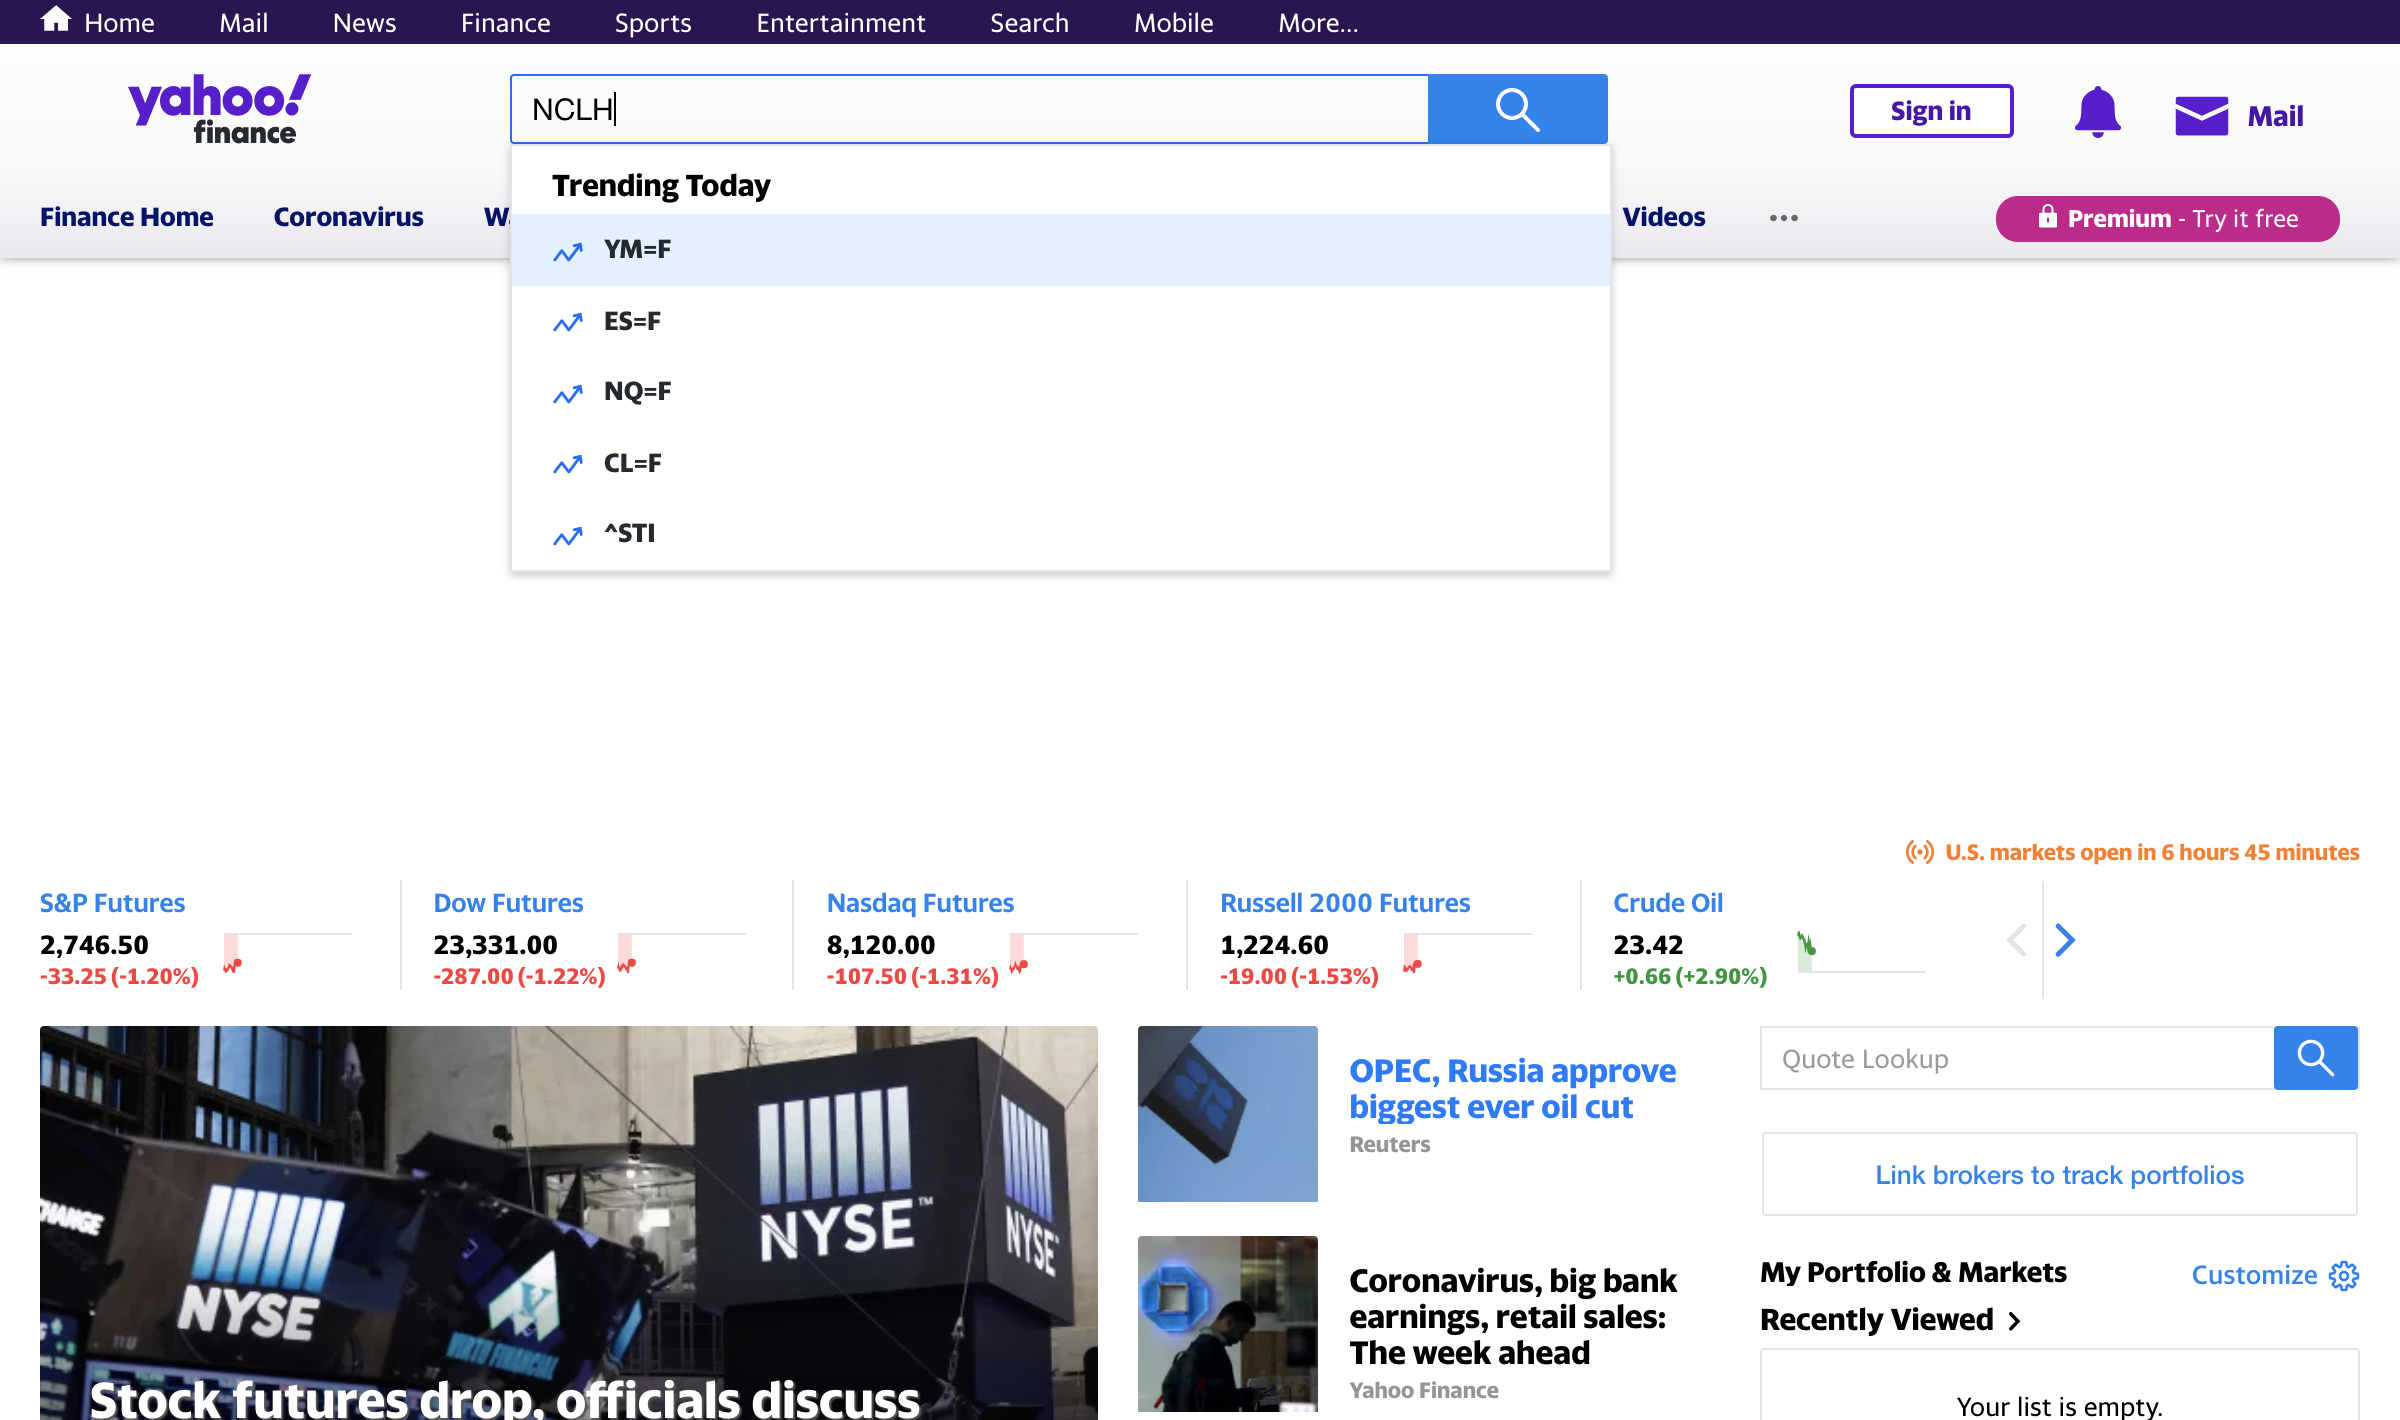 Home Mail News Finance Sports Entertainment Search Mobile More...
yahoo!
finance
NCLH
Sign in
Mail
Finance Home Coronavirus Videos
Premium - Try it free
Trending Today
YM=F
ES=F
NQ=F
CL=F
^STI
U.S. markets open in 6 hours 45 minutes
S&P Futures
2,746.50
-33.25 (-1.20%)
Dow Futures
23,331.00
-287.00 (-1.22%)
Nasdaq Futures
8,120.00
-107.50 (-1.31%)
Russell 2000 Futures
1,224.60
-19.00 (-1.53%)
Crude Oil
23.42
+0.66 (+2.90%)
NYSE™
NYSE
NYSE
VIRTU FINANCIAL
Stock futures drop, officials discuss
OPEC, Russia approve
biggest ever oil cut
Reuters
Coronavirus, big bank
earnings, retail sales:
The week ahead
Yahoo Finance
Quote Lookup
Link brokers to track portfolios
My Portfolio & Markets
Customize
Recently Viewed
Your list is empty.